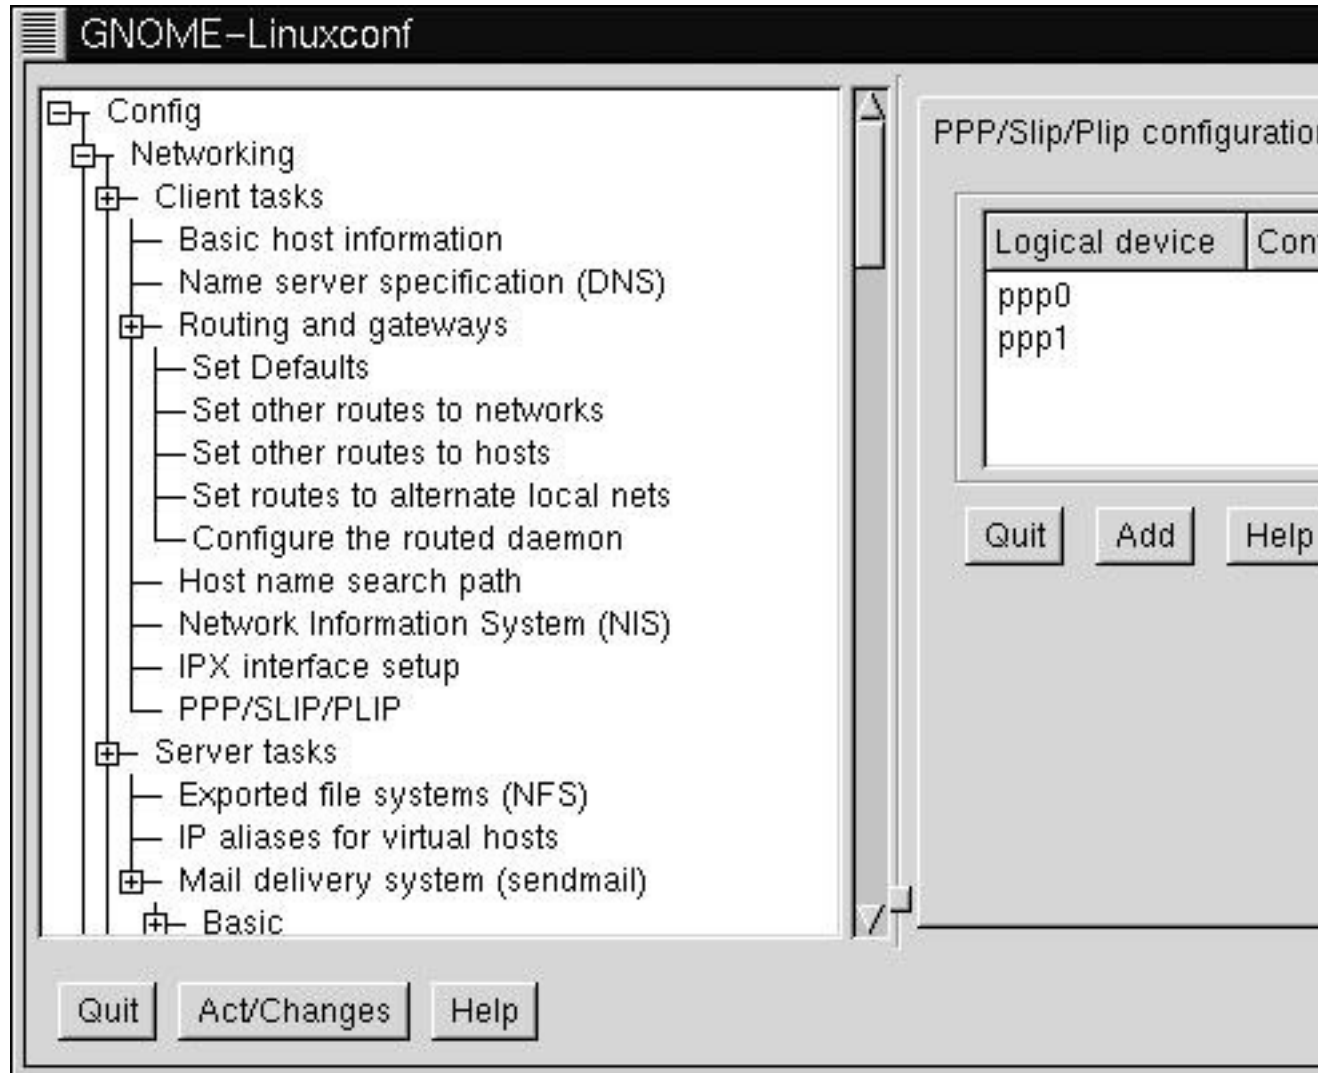 GNOME–Linuxconf
Config
Networking
Client tasks
Basic host information
Name server specification (DNS)
Routing and gateways
Set Defaults
Set other routes to networks
Set other routes to hosts
Set routes to alternate local nets
Configure the routed daemon
Host name search path
Network Information System (NIS)
IPX interface setup
PPP/SLIP/PLIP
Server tasks
Exported file systems (NFS)
IP aliases for virtual hosts
Mail delivery system (sendmail)
Basic
Quit Act/Changes Help
PPP/Slip/Plip
Logical device
ppp0
ppp1
Quit Add Help